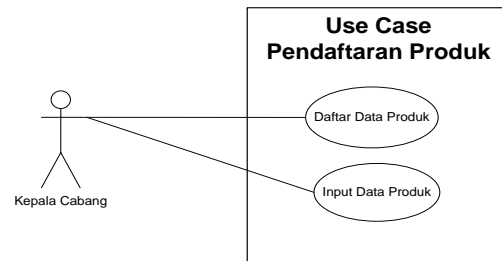 Use Case
Pendaftaran Produk
Daftar Data Produk
Input Data Produk
Kepala Cabang